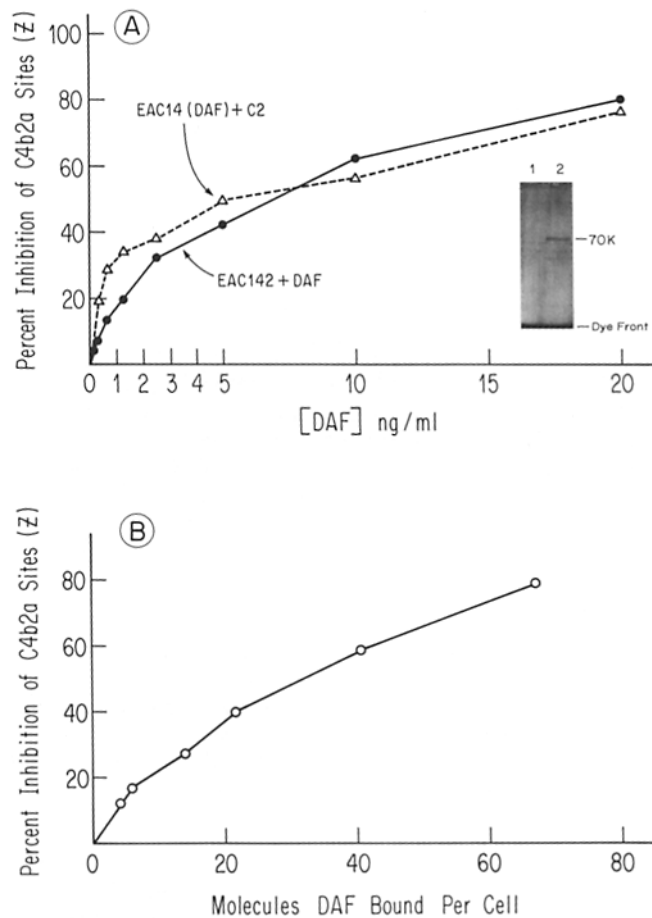 A
Percent Inhibition of C4b2a Sites (Z)
100
80
60
40
20
EAC14 (DAF) + C2
EAC142 + DAF
1 2
70K
Dye Front
0 1 2 3 4 5 10 15 20
[DAF] ng/ml
B
Percent Inhibition of C4b2a Sites (Z)
80
60
40
20
0 20 40 60 80
Molecules DAF Bound Per Cell